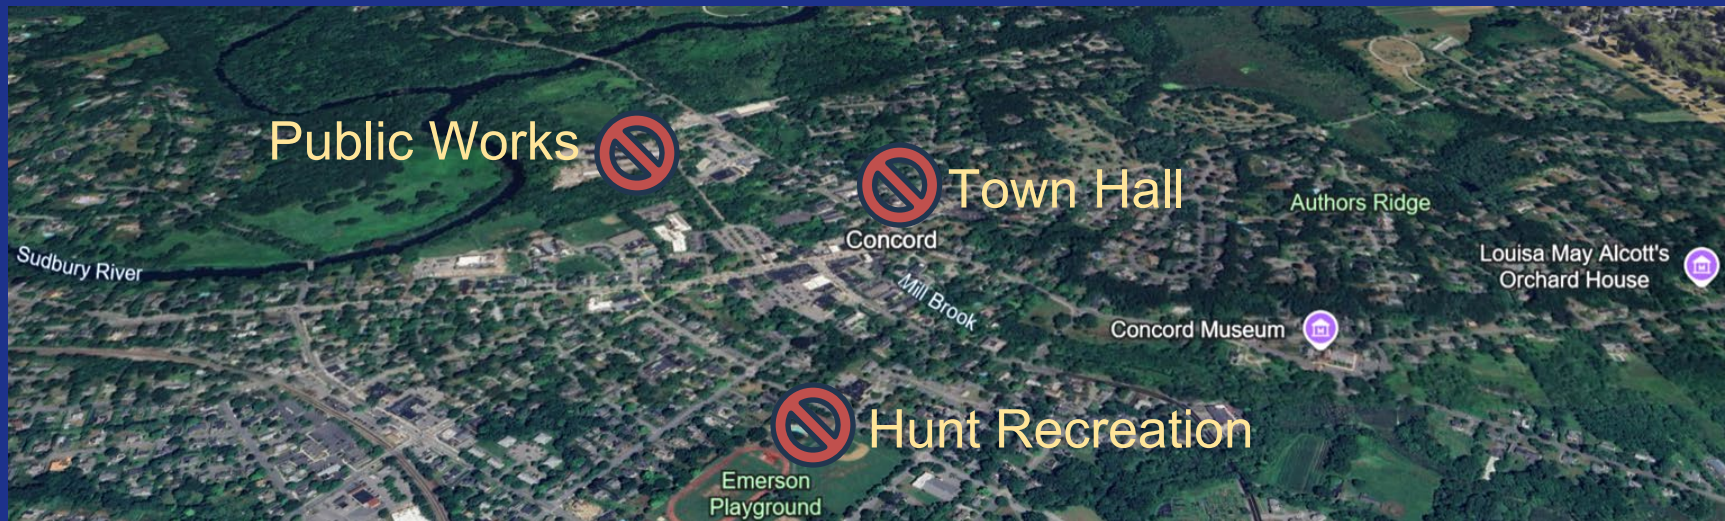 Public Works
Town Hall
Authors Ridge
Concord
Louisa May Alcott's
Orchard House
Sudbury River
Mill Brook
Concord Museum
Hunt Recreation
Emerson
Playground